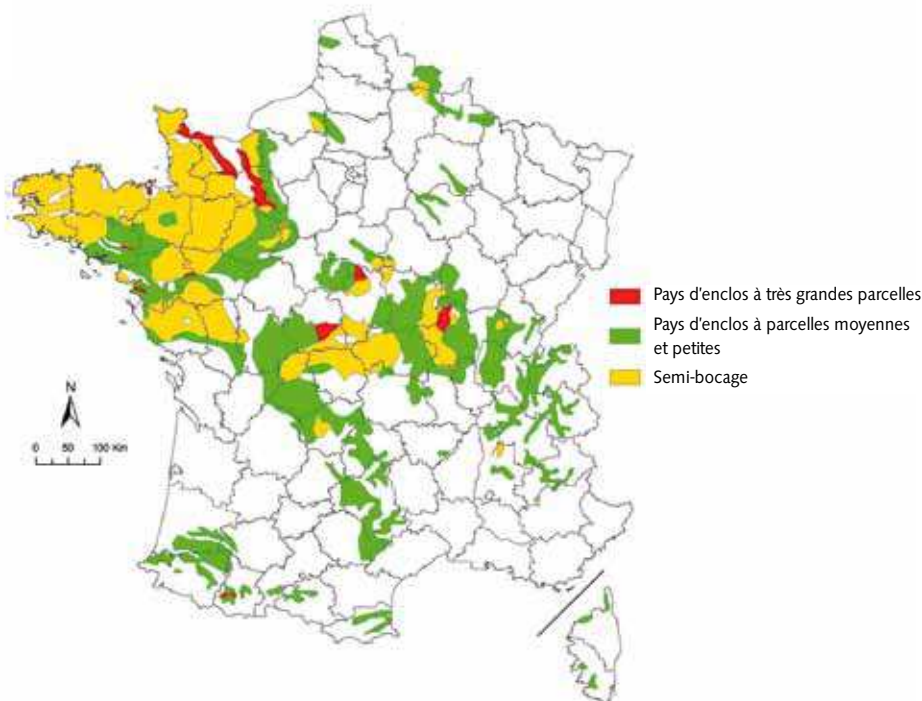 Pays d'enclos à très grandes parcelles
Pays d'enclos à parcelles moyennes
et petites
Semi-bocage
N
0 50 100 Km